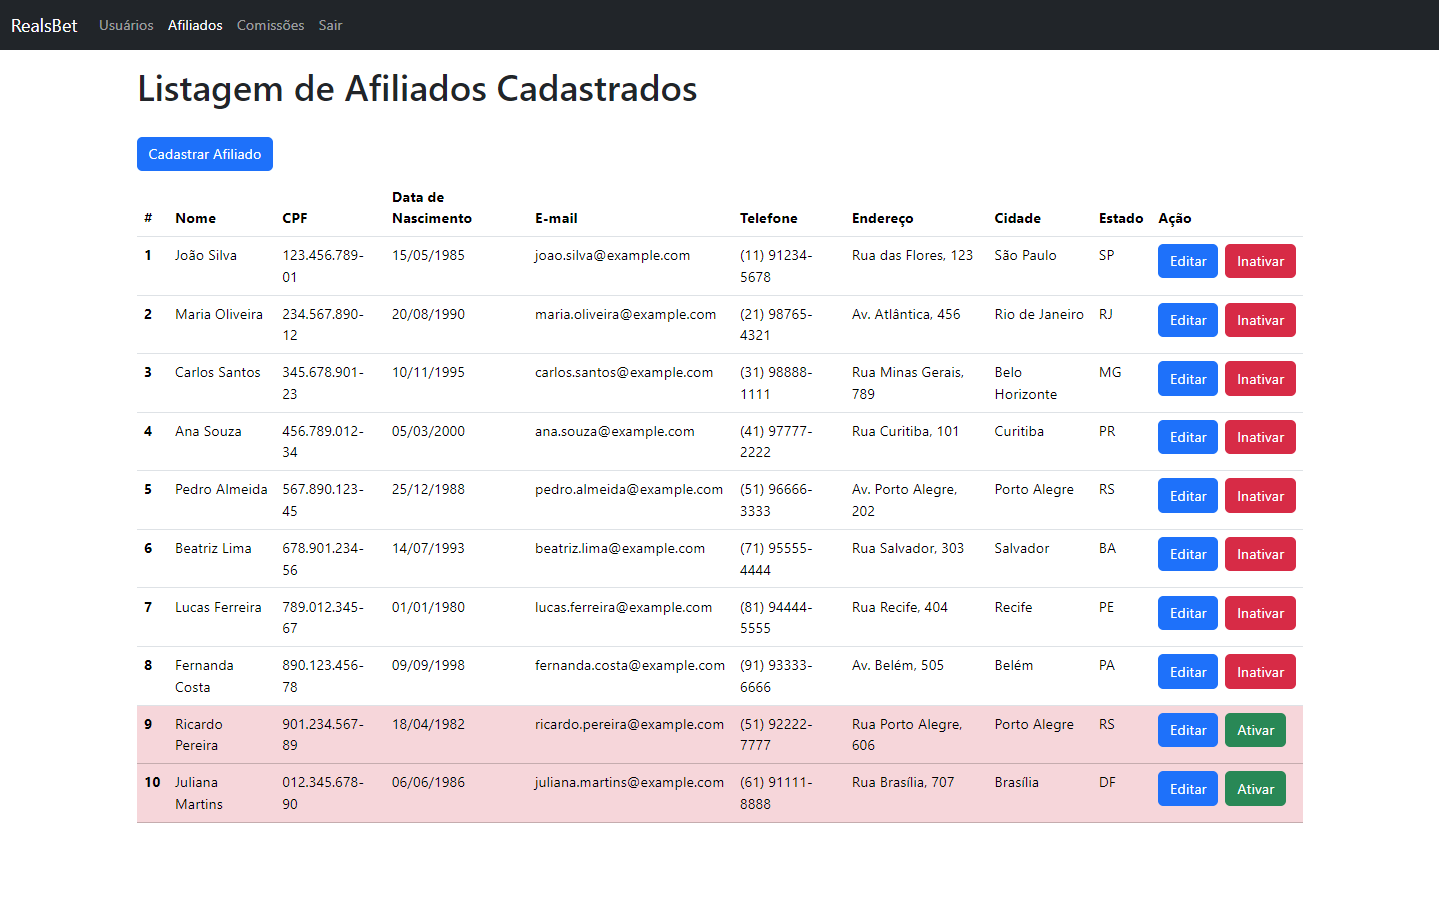 RealsBet Usuários Afiliados Comissões Sair
Listagem de Afiliados Cadastrados
Cadastrar Afiliado
# Nome CPF Data de Nascimento E-mail Telefone Endereço Cidade Estado Ação
1 João Silva 123.456.789-01 15/05/1985 joao.silva@example.com (11) 91234-5678 Rua das Flores, 123 São Paulo SP Editar Inativar
2 Maria Oliveira 234.567.890-12 20/08/1990 maria.oliveira@example.com (21) 98765-4321 Av. Atlântica, 456 Rio de Janeiro RJ Editar Inativar
3 Carlos Santos 345.678.901-23 10/11/1995 carlos.santos@example.com (31) 98888-1111 Rua Minas Gerais, 789 Belo Horizonte MG Editar Inativar
4 Ana Souza 456.789.012-34 05/03/2000 ana.souza@example.com (41) 97777-2222 Rua Curitiba, 101 Curitiba PR Editar Inativar
5 Pedro Almeida 567.890.123-45 25/12/1988 pedro.almeida@example.com (51) 96666-3333 Av. Porto Alegre, 202 Porto Alegre RS Editar Inativar
6 Beatriz Lima 678.901.234-56 14/07/1993 beatriz.lima@example.com (71) 95555-4444 Rua Salvador, 303 Salvador BA Editar Inativar
7 Lucas Ferreira 789.012.345-67 01/01/1980 lucas.ferreira@example.com (81) 94444-5555 Rua Recife, 404 Recife PE Editar Inativar
8 Fernanda Costa 890.123.456-78 09/09/1998 fernanda.costa@example.com (91) 93333-6666 Av. Belém, 505 Belém PA Editar Inativar
9 Ricardo Pereira 901.234.567-89 18/04/1982 ricardo.pereira@example.com (51) 92222-7777 Rua Porto Alegre, 606 Porto Alegre RS Editar Ativar
10 Juliana Martins 012.345.678-90 06/06/1986 juliana.martins@example.com (61) 91111-8888 Rua Brasília, 707 Brasília DF Editar Ativar